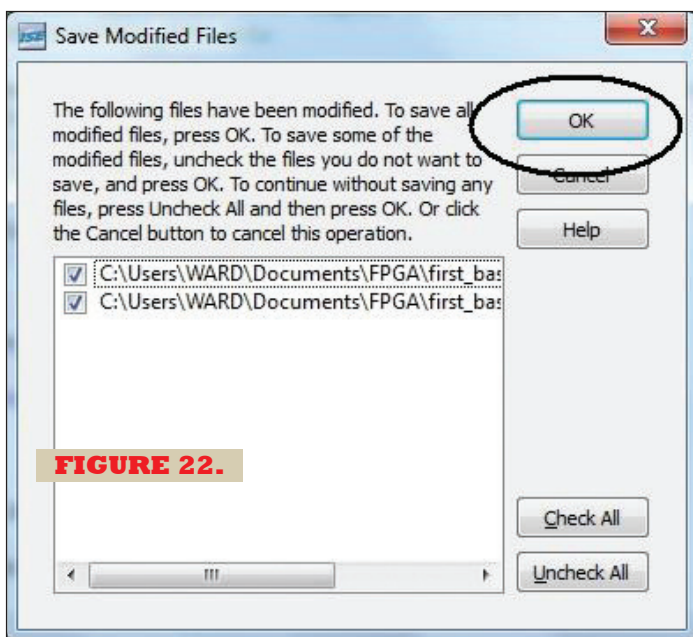 ISE Save Modified Files
The following files have been modified. To save all
modified files, press OK. To save some of the
modified files, uncheck the files you do not want to
save, and press OK. To continue without saving any
files, press Uncheck All and then press OK. Or click
the Cancel button to cancel this operation.
OK
Cancel
Help
C:\Users\WARD\Documents\FPGA\first_bas
C:\Users\WARD\Documents\FPGA\first_bas
FIGURE 22.
Check All
Uncheck All